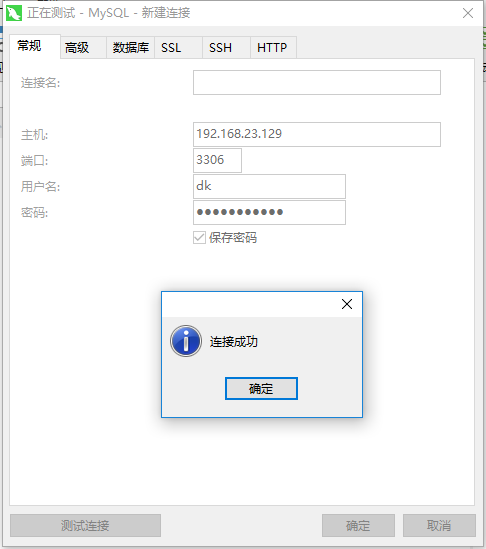 正在测试 - MySQL - 新建连接
常规 高级 数据库 SSL SSH HTTP
连接名:
主机: 192.168.23.129
端口: 3306
用户名: dk
密码: ●●●●●●●●●●●
保存密码
连接成功
确定
测试连接 确定 取消